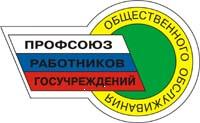 ПРОФСОЮЗ
РАБОТНИКОВ
ГОСУЧРЕЖДЕНИЙ
ОБЩЕСТВЕННОГО ОБСЛУЖИВАНИЯ